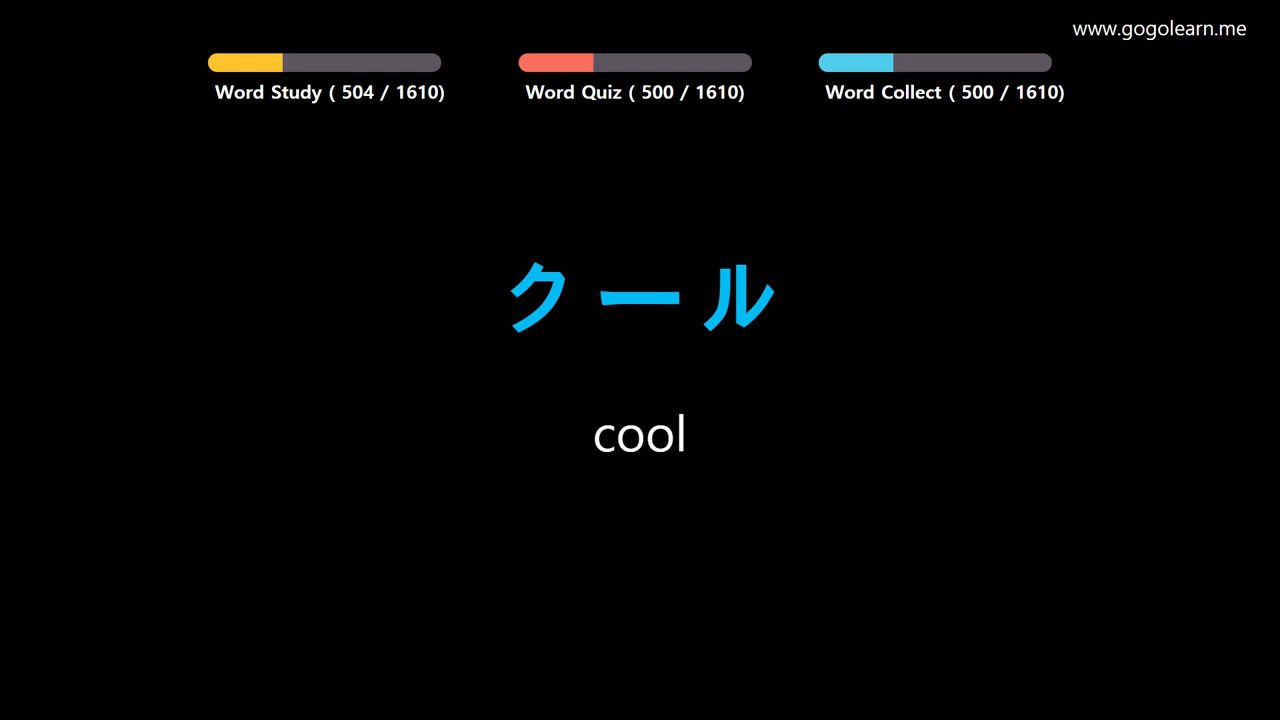 www.gogolearn.me
Word Study ( 504 / 1610)
Word Quiz ( 500 / 1610)
Word Collect ( 500 / 1610)
クール
cool